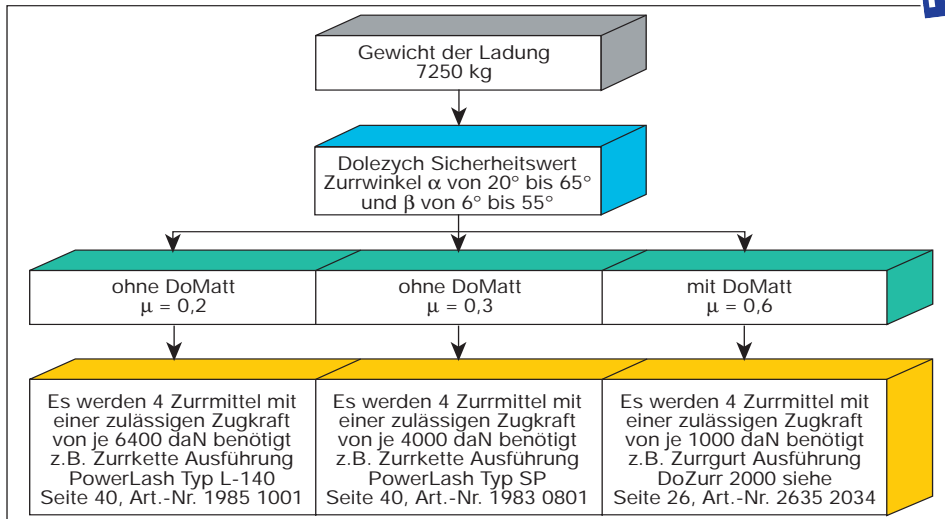 Gewicht der Ladung
7250 kg
Dolezych Sicherheitswert
Zurrwinkel α von 20° bis 65°
und β von 6° bis 55°
ohne DoMatt
µ = 0,2
ohne DoMatt
µ = 0,3
mit DoMatt
µ = 0,6
Es werden 4 Zurrmittel mit
einer zulässigen Zugkraft
von je 6400 daN benötigt
z.B. Zurrkette Ausführung
PowerLash Typ L-140
Seite 40, Art.-Nr. 1985 1001
Es werden 4 Zurrmittel mit
einer zulässigen Zugkraft
von je 4000 daN benötigt
z.B. Zurrkette Ausführung
PowerLash Typ SP
Seite 40, Art.-Nr. 1983 0801
Es werden 4 Zurrmittel mit
einer zulässigen Zugkraft
von je 1000 daN benötigt
z.B. Zurrgurt Ausführung
DoZurr 2000 siehe
Seite 26, Art.-Nr. 2635 2034